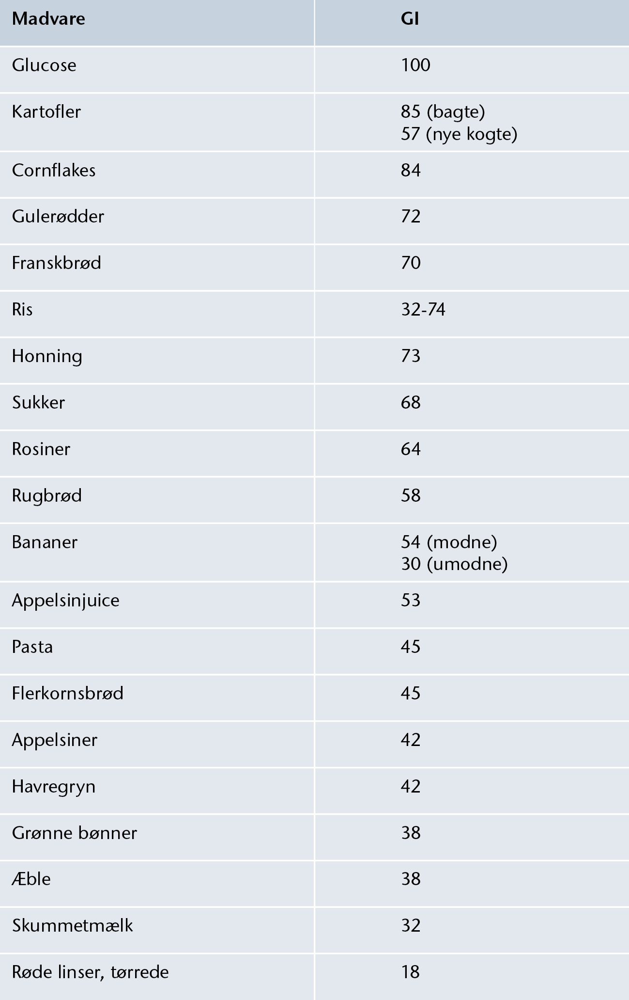 Madvare GI
Glucose 100
Kartofler 85 (bagte)
57 (nye kogte)
Cornflakes 84
Gulerødder 72
Franskbrød 70
Ris 32-74
Honning 73
Sukker 68
Rosiner 64
Rugbrød 58
Bananer 54 (modne)
30 (umodne)
Appelsinjuice 53
Pasta 45
Flerkornsbrød 45
Appelsiner 42
Havregryn 42
Grønne bønner 38
Æble 38
Skummetmælk 32
Røde linser, tørrede 18